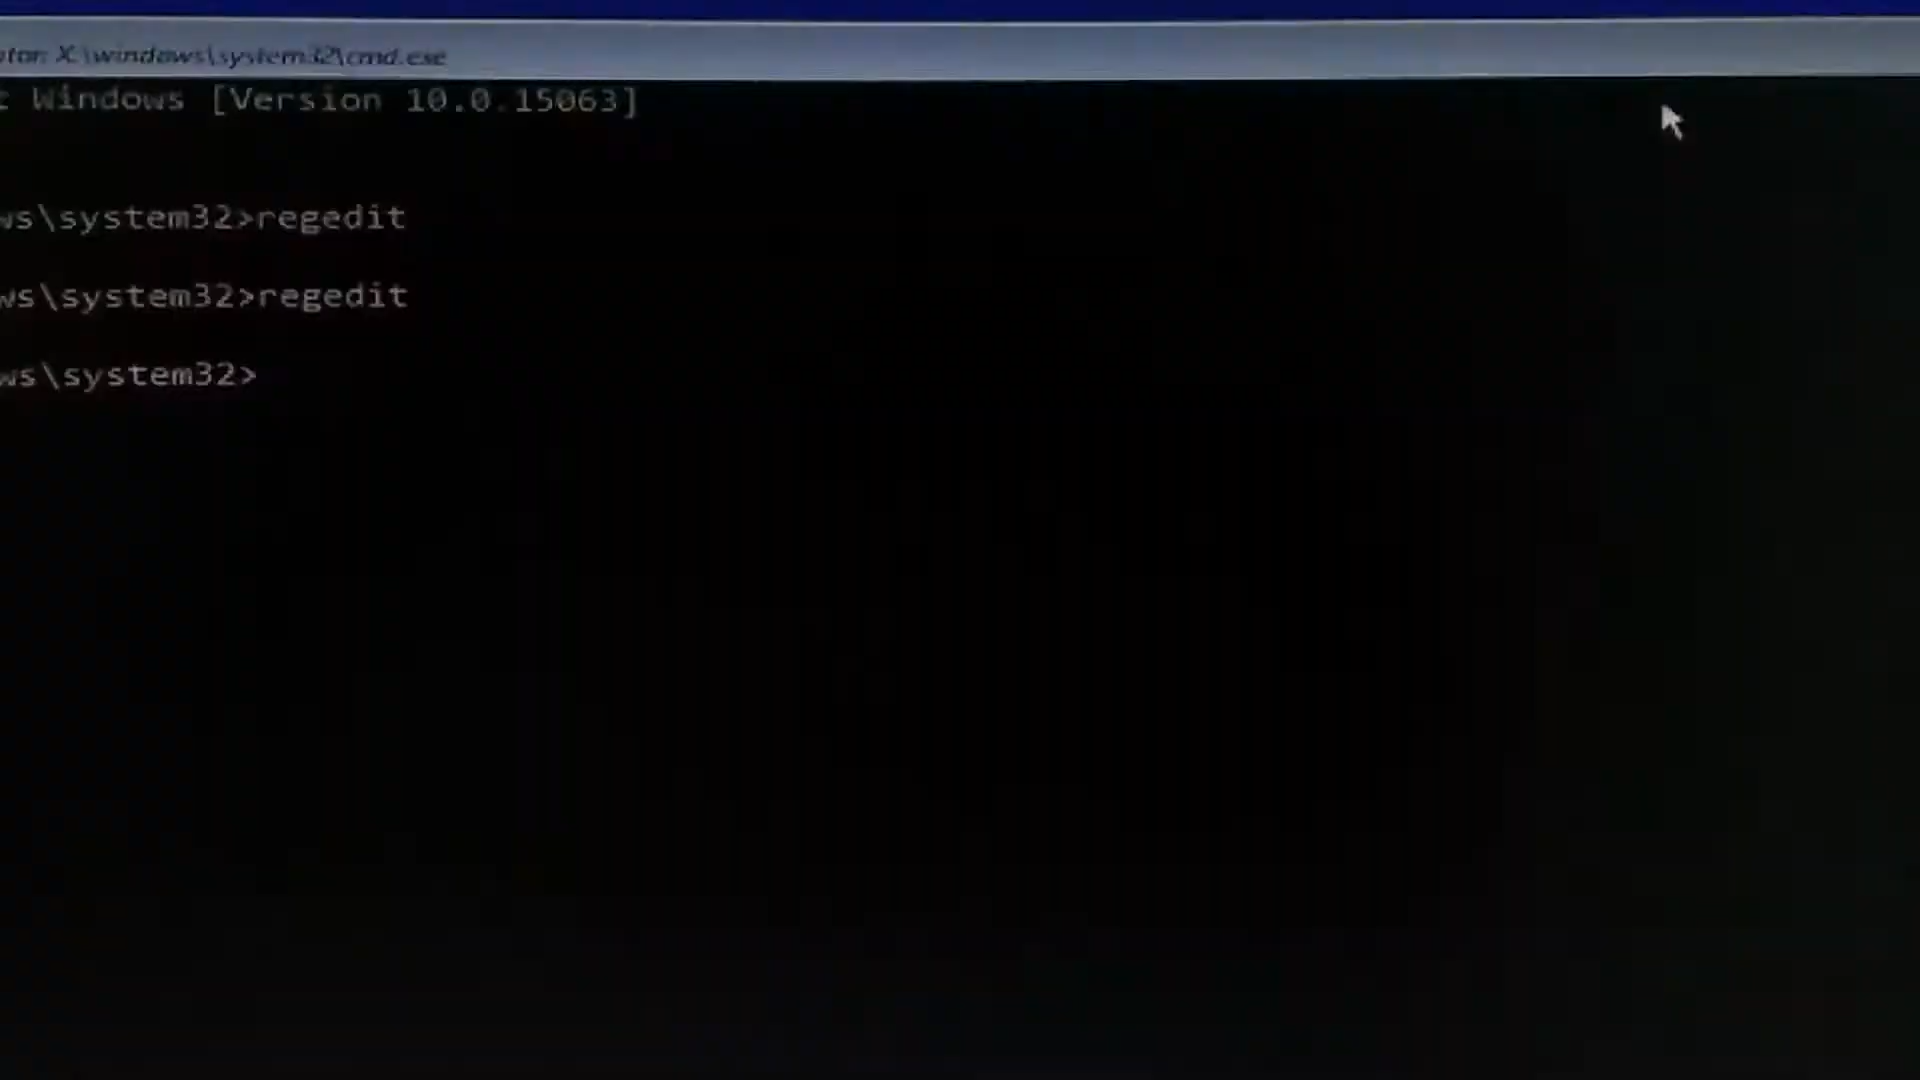 X:\windows\system32\cmd.exe
Windows [Version 10.0.15063]
ws\system32>regedit
ws\system32>regedit
ws\system32>